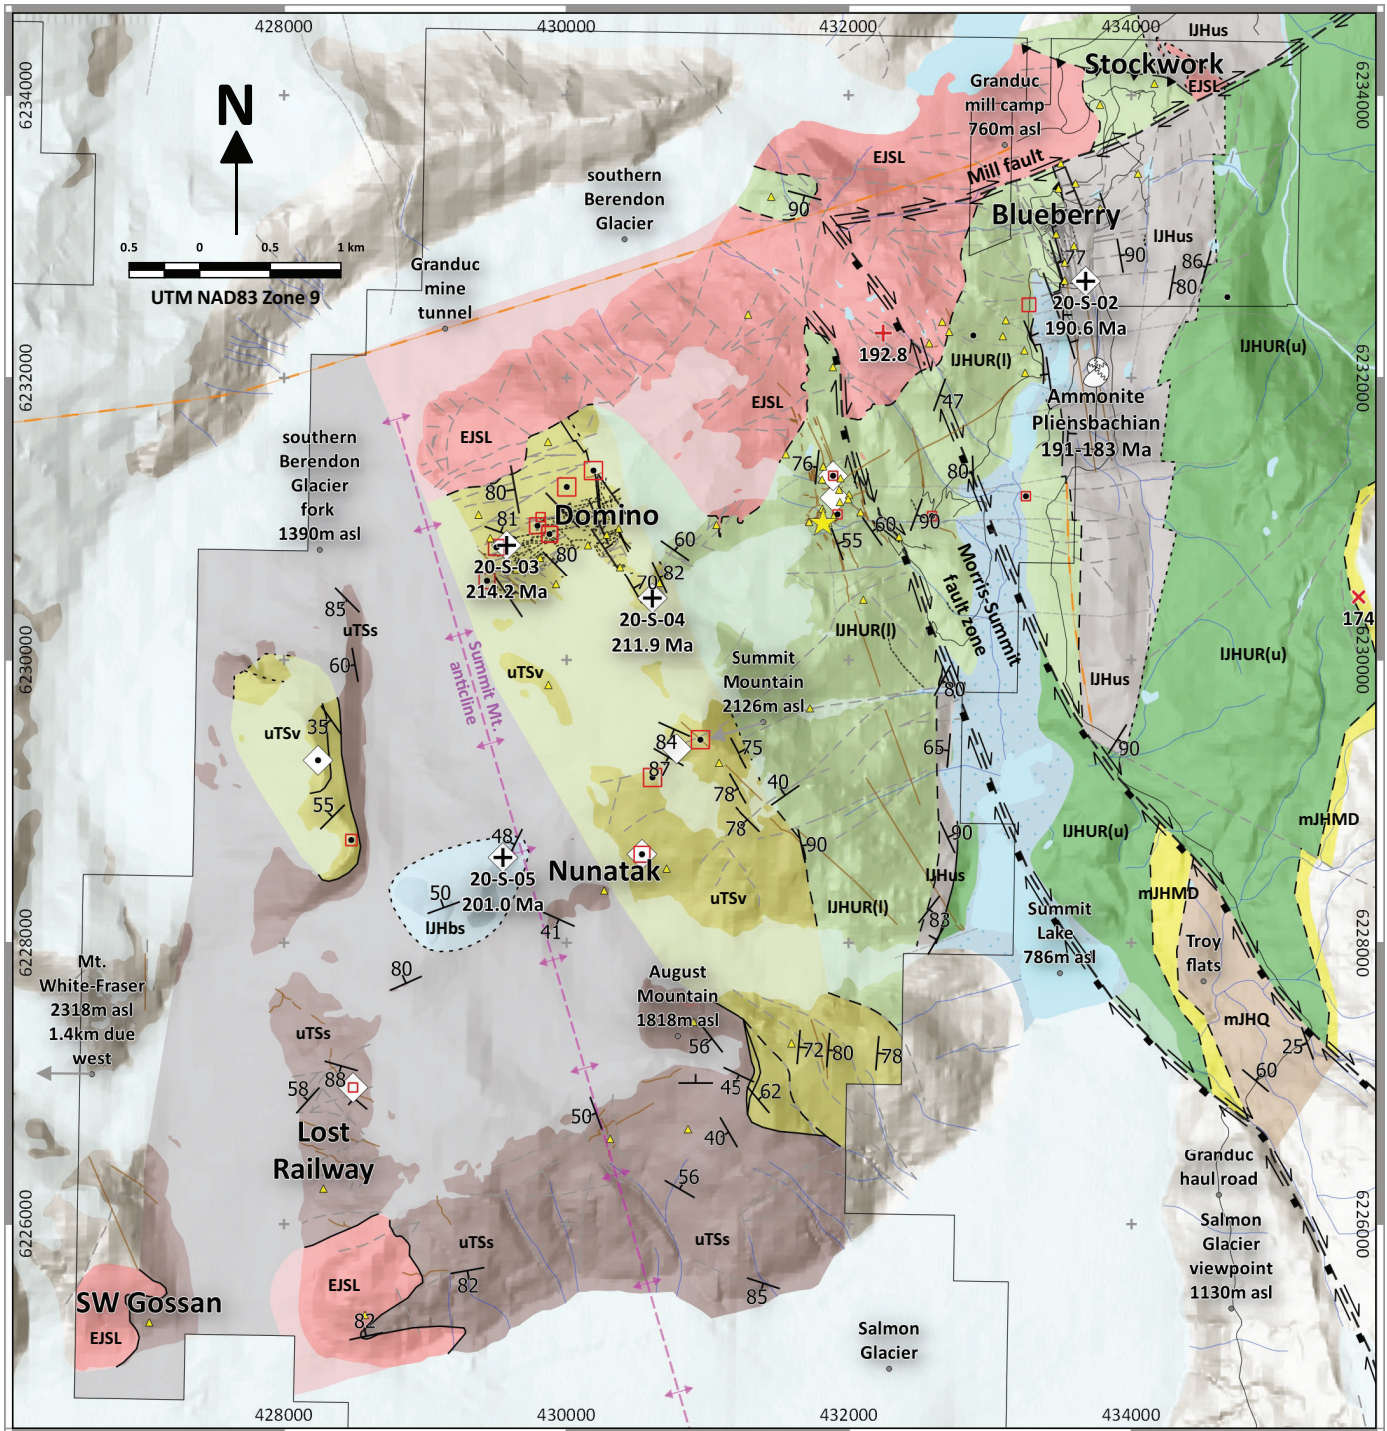 428000
430000
432000
434000
IJHus
Stockwork
EJSL
6234000
6234000
N
Granduc
mill camp
760m asl
EJSL
Mill fault
southern
Berendon
Glacier
90
Blueberry
IJHus
90
86
80
77
0.5
0
0.5
1 km
UTM NAD83 Zone 9
Granduc
mine
tunnel
20-S-02
190.6 Ma
192.8
IJHUR(l)
IJHUR(u)
6232000
6232000
Ammonite
Pliensbachian
191-183 Ma
EJSL
47
EJSL
southern
Berendon
Glacier
fork
1390m asl
76
80
80
81
Domino
80
60
55
60
90
20-S-03
214.2 Ma
70
82
20-S-04
211.9 Ma
Morris-Summit
fault zone
85
uTSs
60
174
IJHUR(l)
IJHUR(u)
6230000
6230000
Summit Mt.
anticline
uTSv
Summit
Mountain
2126m asl
80
IJHus
uTSv
35
84
87
75
65
90
40
78
78
55
90
90
IJHUR(u)
mJHMD
48
20-S-05
201.0 Ma
Nunatak
uTSv
IJHus
mJHMD
50
IJHbs
41
IJHUR(l)
83
Summit
Lake
786m asl
6228000
6228000
Troy
flats
Mt.
White-Fraser
2318m asl
1.4km due
west
80
August
Mountain
1818m asl
mJHQ
uTSs
56
72
80
78
25
60
58
88
45
62
50
Lost
Railway
40
56
Granduc
haul road
6226000
6226000
uTSs
uTSs
Salmon
Glacier
viewpoint
1130m asl
EJSL
82
85
SW Gossan
EJSL
82
Salmon
Glacier
428000
430000
432000
434000